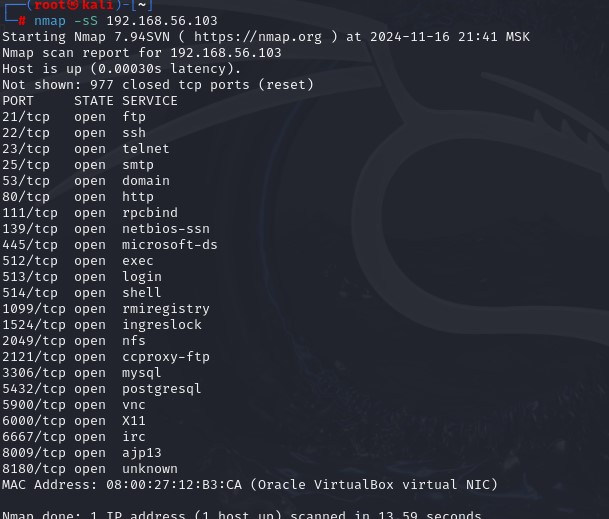 ┌──(root㉿kali)-[~]
└─# nmap -sS 192.168.56.103
Starting Nmap 7.94SVN ( https://nmap.org ) at 2024-11-16 21:41 MSK
Nmap scan report for 192.168.56.103
Host is up (0.00030s latency).
Not shown: 977 closed tcp ports (reset)
PORT     STATE SERVICE
21/tcp   open  ftp
22/tcp   open  ssh
23/tcp   open  telnet
25/tcp   open  smtp
53/tcp   open  domain
80/tcp   open  http
111/tcp  open  rpcbind
139/tcp  open  netbios-ssn
445/tcp  open  microsoft-ds
512/tcp  open  exec
513/tcp  open  login
514/tcp  open  shell
1099/tcp open  rmiregistry
1524/tcp open  ingreslock
2049/tcp open  nfs
2121/tcp open  ccproxy-ftp
3306/tcp open  mysql
5432/tcp open  postgresql
5900/tcp open  vnc
6000/tcp open  X11
6667/tcp open  irc
8009/tcp open  ajp13
8180/tcp open  unknown
MAC Address: 08:00:27:12:B3:CA (Oracle VirtualBox virtual NIC)
Nmap done: 1 IP address (1 host up) scanned in 13.59 seconds